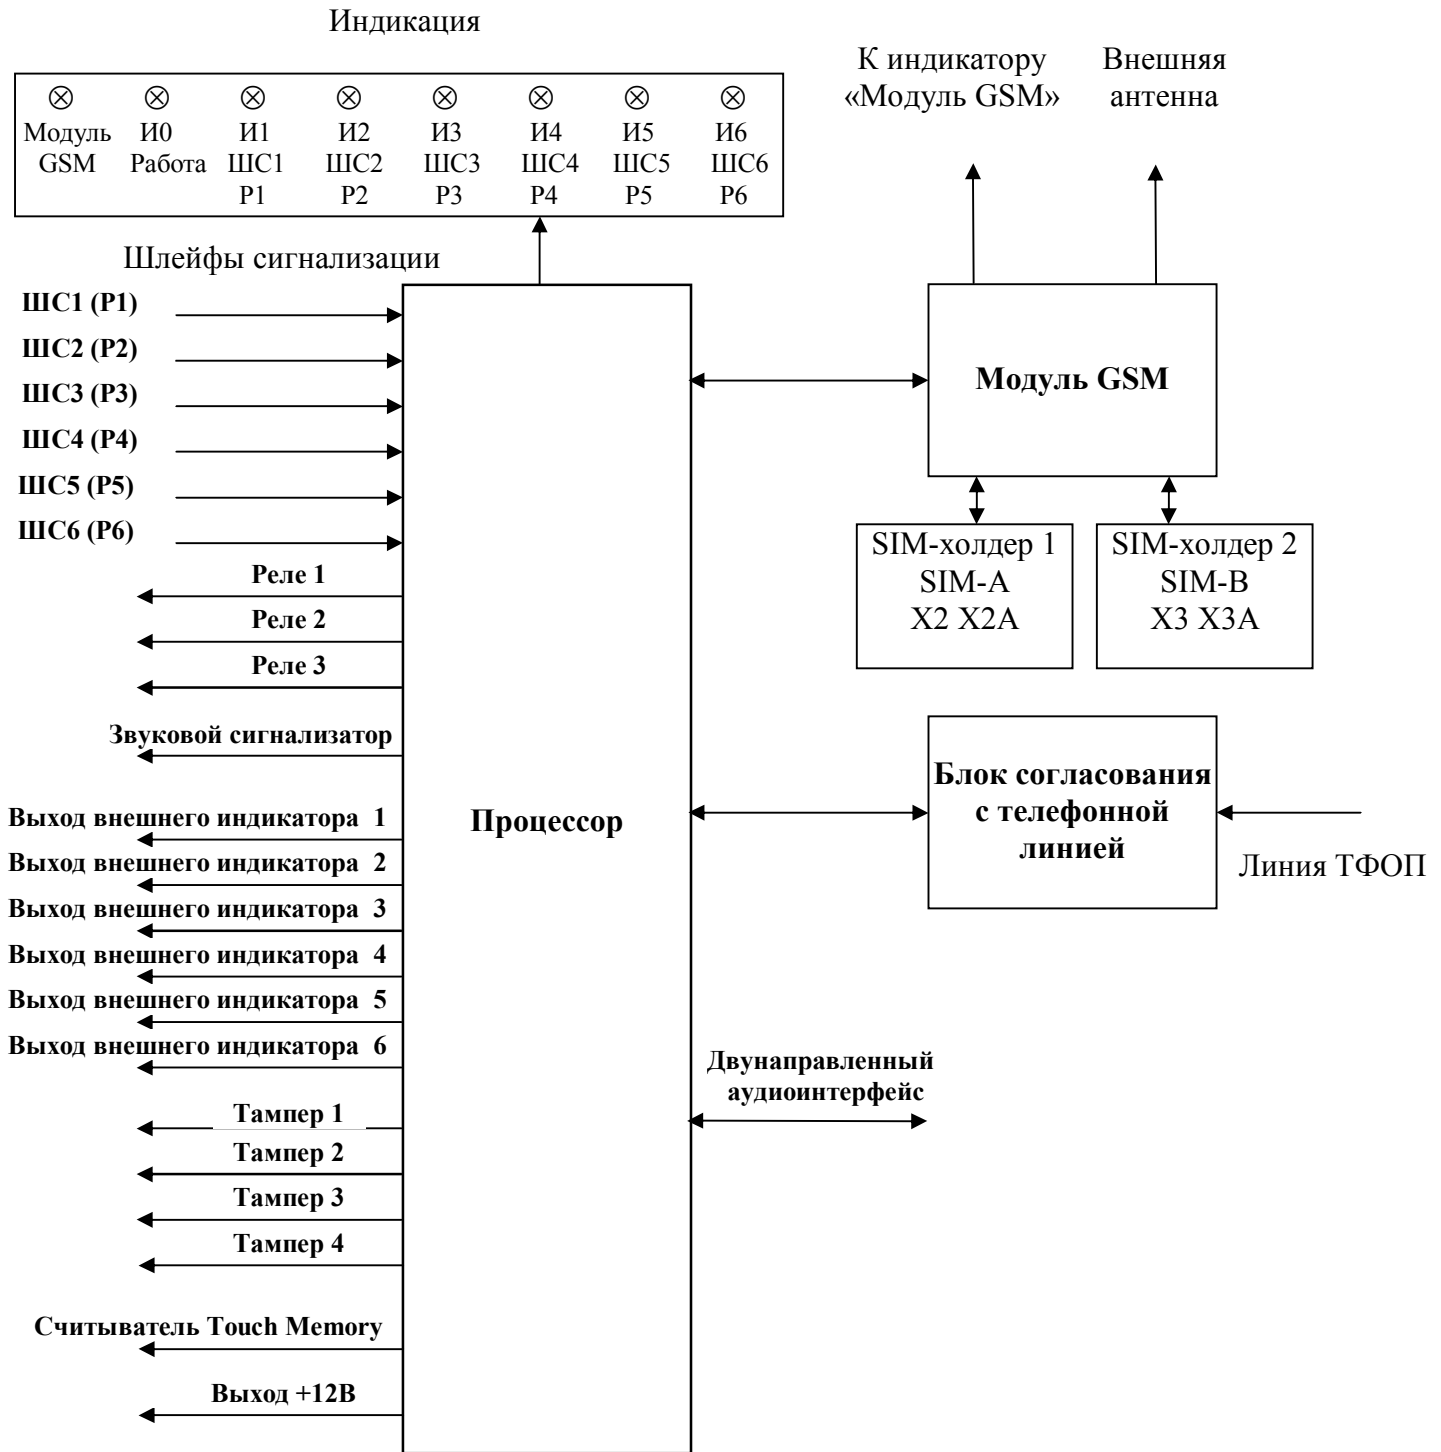 Индикация
К индикатору
«Модуль GSM»
Внешняя
антенна
Модуль
GSM
И0
Работа
И1
ШС1
Р1
И2
ШС2
Р2
И3
ШС3
Р3
И4
ШС4
Р4
И5
ШС5
Р5
И6
ШС6
Р6
Шлейфы сигнализации
ШС1 (Р1)
ШС2 (Р2)
ШС3 (Р3)
ШС4 (Р4)
ШС5 (Р5)
ШС6 (Р6)
Реле 1
Реле 2
Реле 3
Звуковой сигнализатор
Выход внешнего индикатора 1
Выход внешнего индикатора 2
Выход внешнего индикатора 3
Выход внешнего индикатора 4
Выход внешнего индикатора 5
Выход внешнего индикатора 6
Тампер 1
Тампер 2
Тампер 3
Тампер 4
Считыватель Touch Memory
Выход +12В
Процессор
Модуль GSM
SIM-холдер 1
SIM-A
X2 X2A
SIM-холдер 2
SIM-B
X3 X3A
Блок согласования
с телефонной
линией
Линия ТФОП
Двунаправленный
аудиоинтерфейс